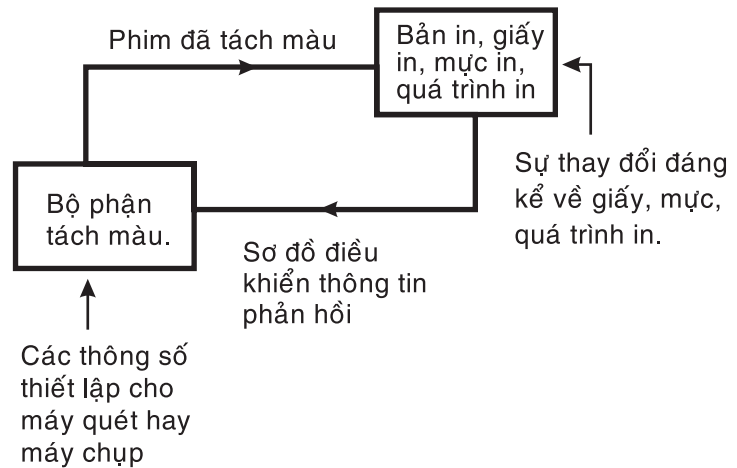 Phim đã tách màu
Bản in, giấy
in, mực in,
quá trình in
Sự thay đổi đáng
kể về giấy, mực,
quá trình in.
Bộ phận
tách màu.
Sơ đồ điều
khiển thông tin
phản hồi
Các thông số
thiết lập cho
máy quét hay
máy chụp